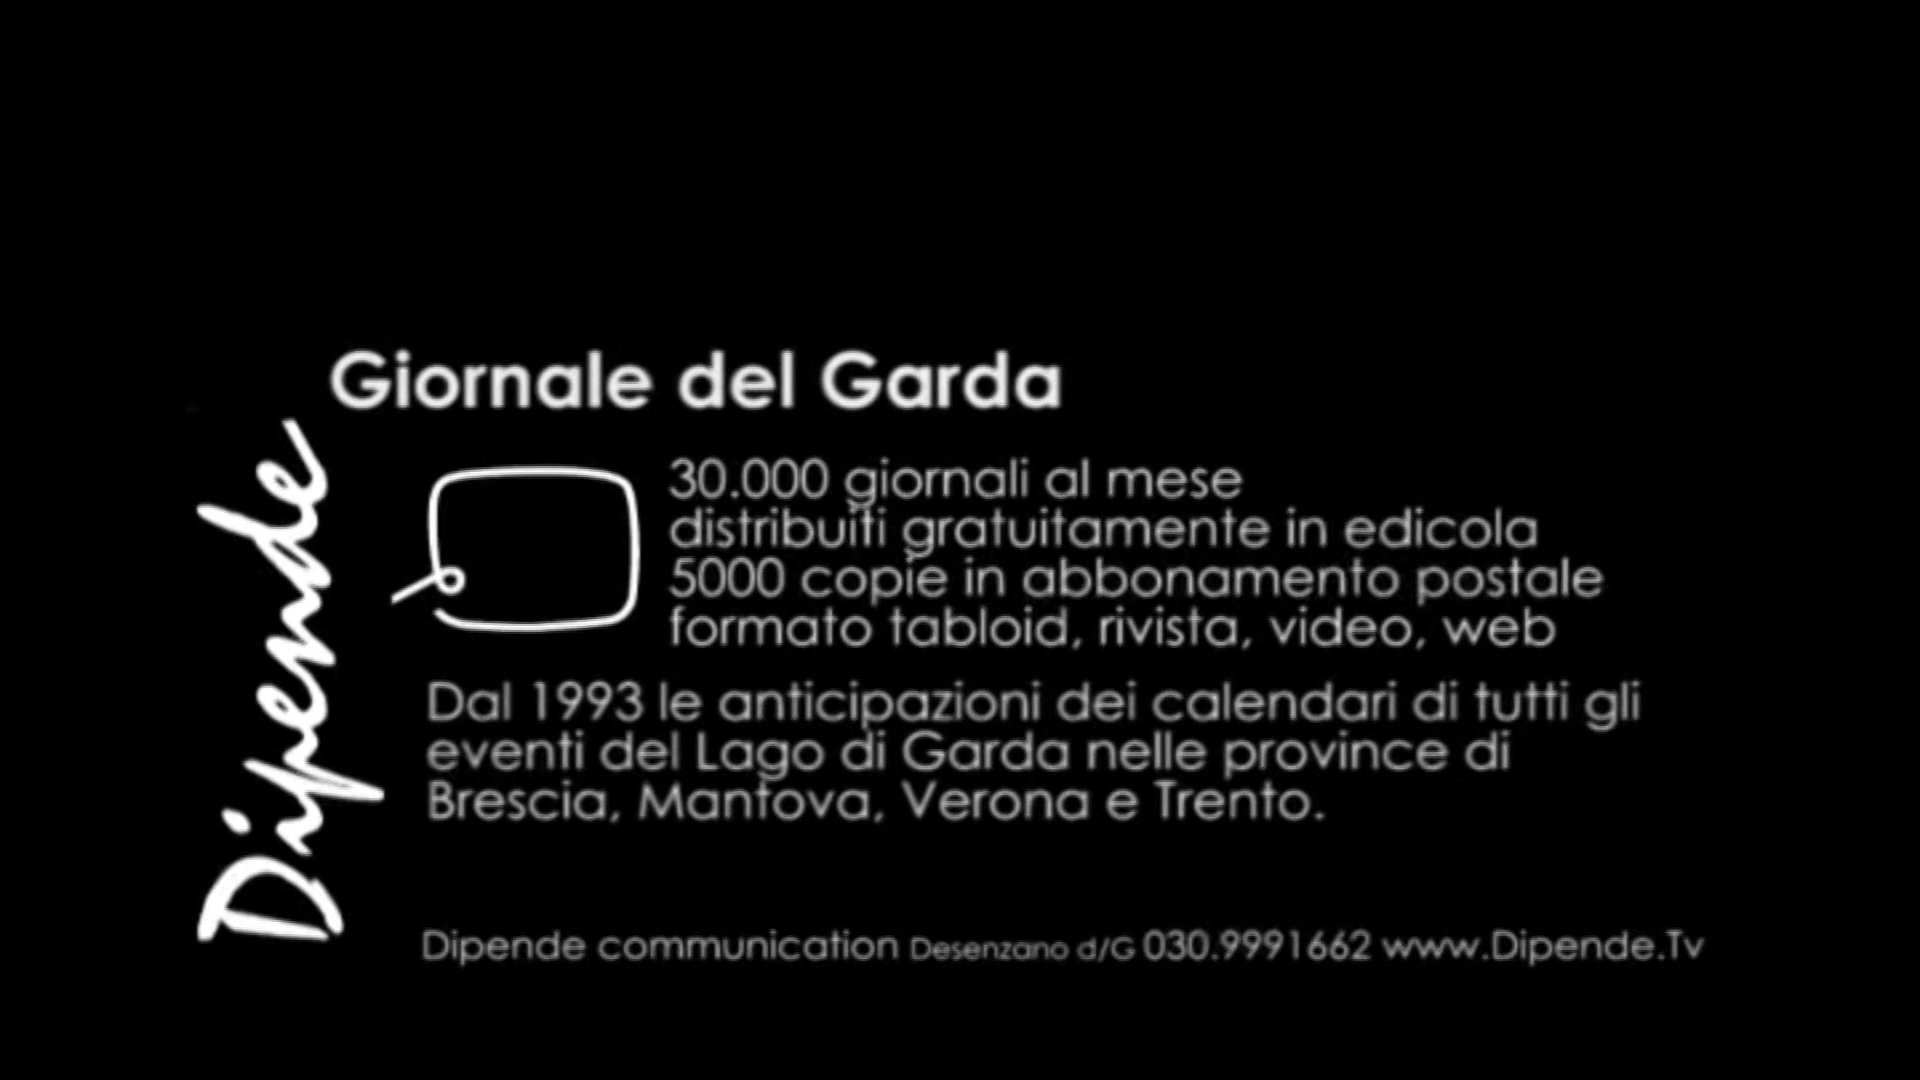 Giornale del Garda
Dipende
30.000 giornali al mese
distribuiti gratuitamente in edicola
5000 copie in abbonamento postale
formato tabloid, rivista, video, web
Dal 1993 le anticipazioni dei calendari di tutti gli
eventi del Lago di Garda nelle province di
Brescia, Mantova, Verona e Trento.
Dipende communication Desenzano d/G 030.9991662 www.Dipende.Tv